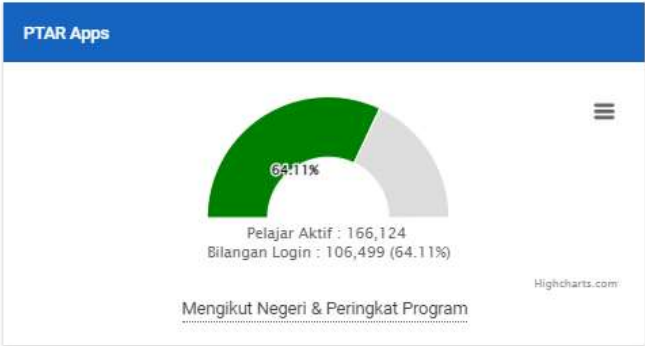 PTAR Apps
64.11%
Pelajar Aktif : 166,124
Bilangan Login : 106,499 (64.11%)
Highcharts.com
Mengikut Negeri & Peringkat Program